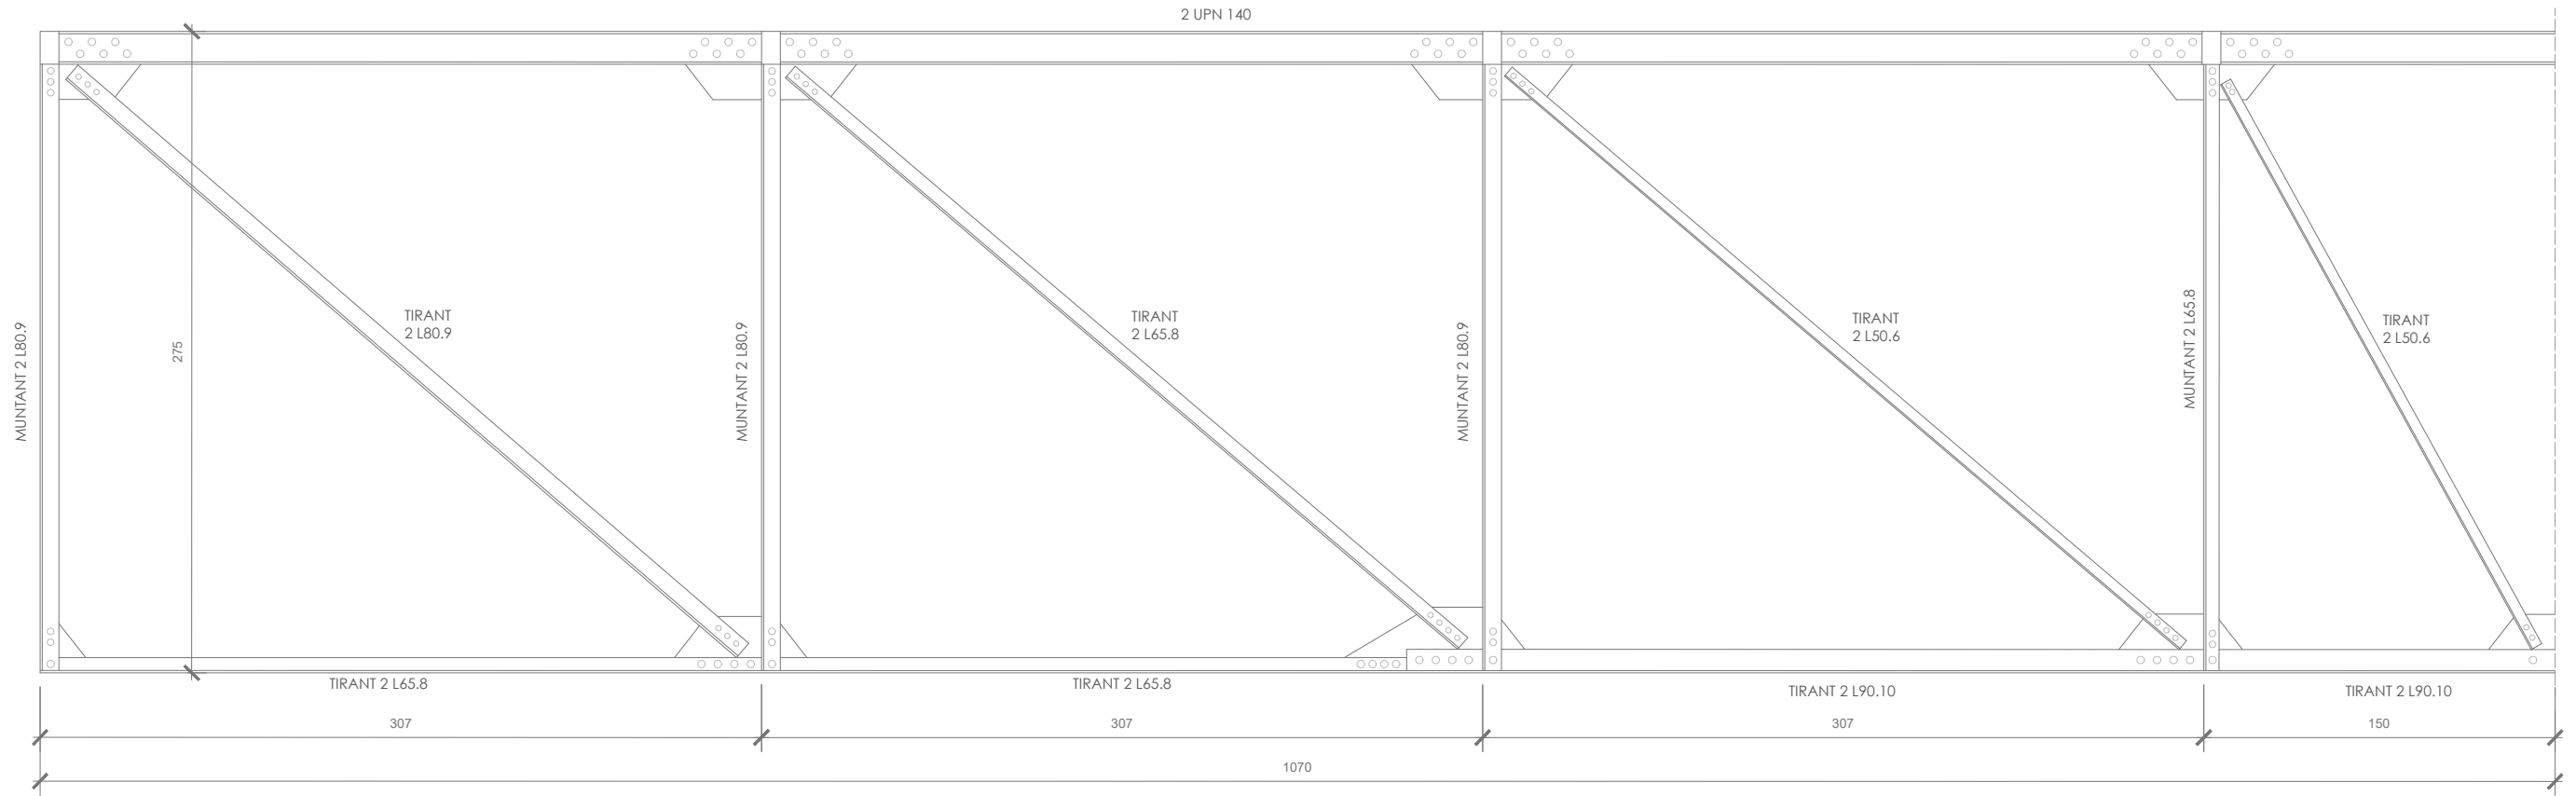 2 UPN 140
MUNTANT 2 L80.9
275
TIRANT
2 L80.9
MUNTANT 2 L80.9
TIRANT
2 L65.8
MUNTANT 2 L80.9
TIRANT
2 L50.6
MUNTANT 2 L65.8
TIRANT
2 L50.6
TIRANT 2 L65.8
TIRANT 2 L65.8
TIRANT 2 L90.10
TIRANT 2 L90.10
307
307
307
150
1070